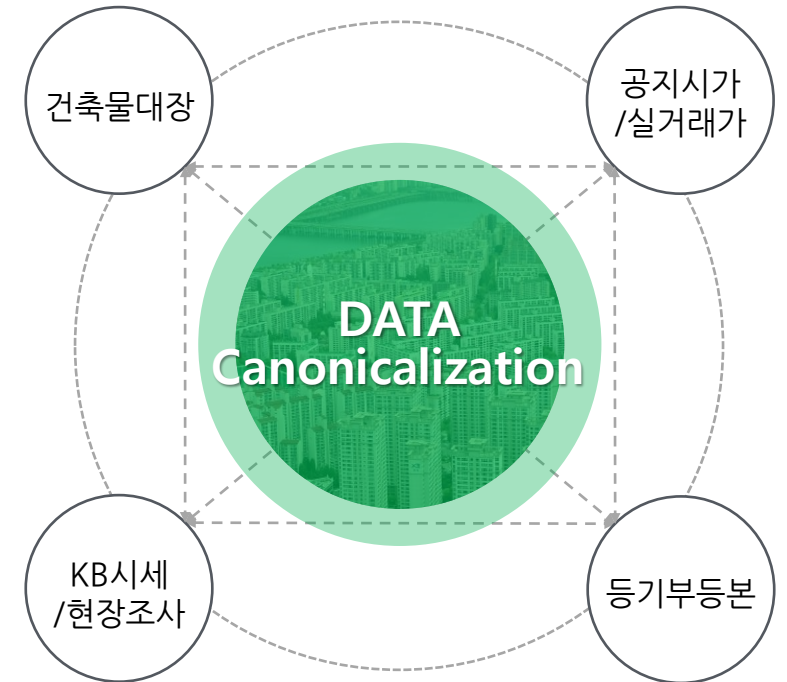 건축물대장
공지시가
/실거래가
DATA
Canonicalization
KB시세
/현장조사
등기부등본